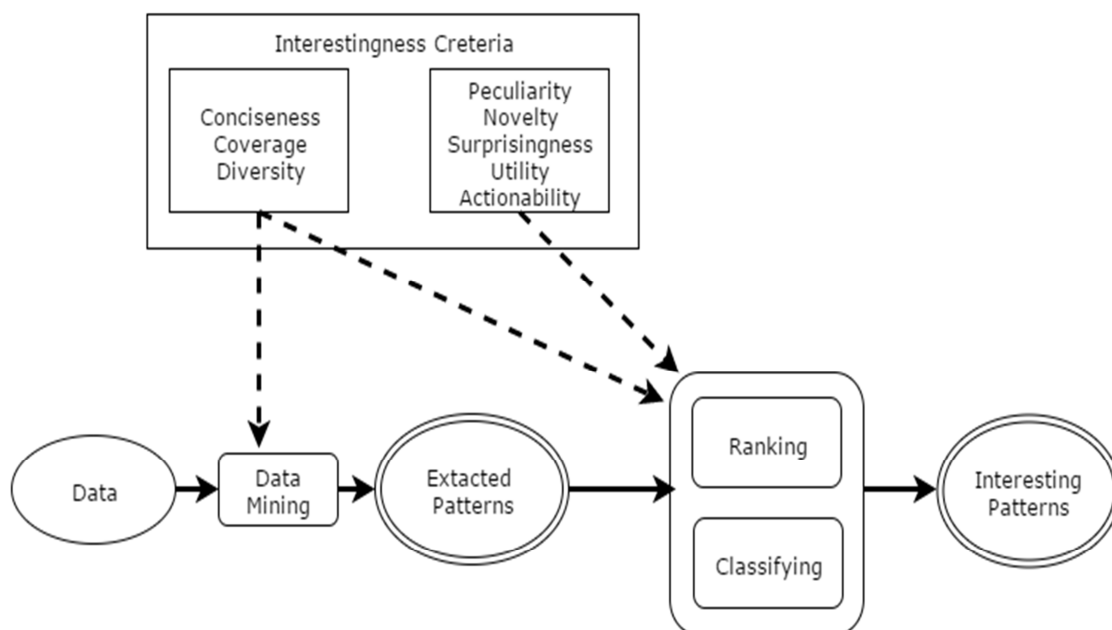 Interestingness Creteria
Conciseness
Coverage
Diversity
Peculiarity
Novelty
Surprisingness
Utility
Actionability
Data
Data
Mining
Extacted
Patterns
Ranking
Classifying
Interesting
Patterns